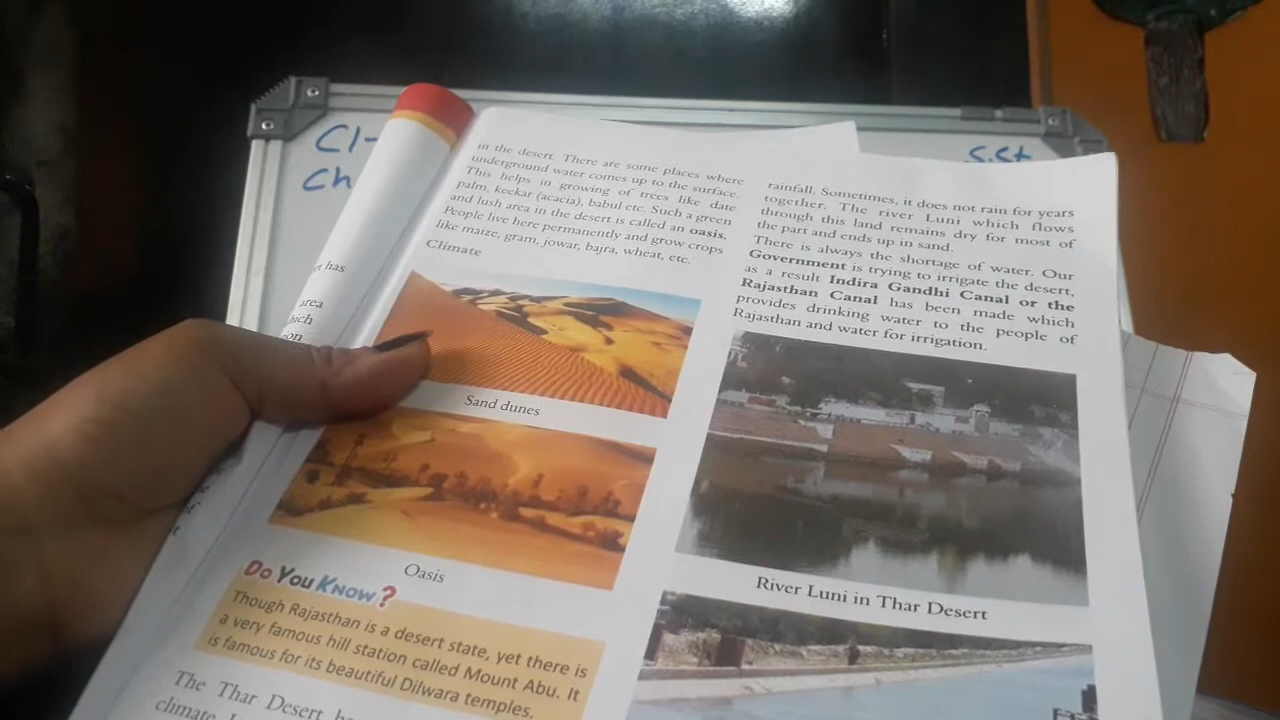 Cl-
Ch
S.St
has
area
hich
on
in the desert. There are some places where
underground water comes up to the surface.
This helps in growing of trees like date
palm, keekar (acacia), babul etc. Such a green
and lush area in the desert is called an oasis.
People live here permanently and grow crops
like maize, gram, jowar, bajra, wheat, etc.
Climate
Sand dunes
Oasis
Do You Know?
Though Rajasthan is a desert state, yet there is
a very famous hill station called Mount Abu. It
is famous for its beautiful Dilwara temples.
The Thar Desert
climate.
rainfall. Sometimes, it does not rain for years
together. The river Luni which flows
through this land remains dry for most of
the part and ends up in sand.
There is always the shortage of water. Our
Government is trying to irrigate the desert,
as a result Indira Gandhi Canal or the
Rajasthan Canal has been made which
provides drinking water to the people of
Rajasthan and water for irrigation.
River Luni in Thar Desert